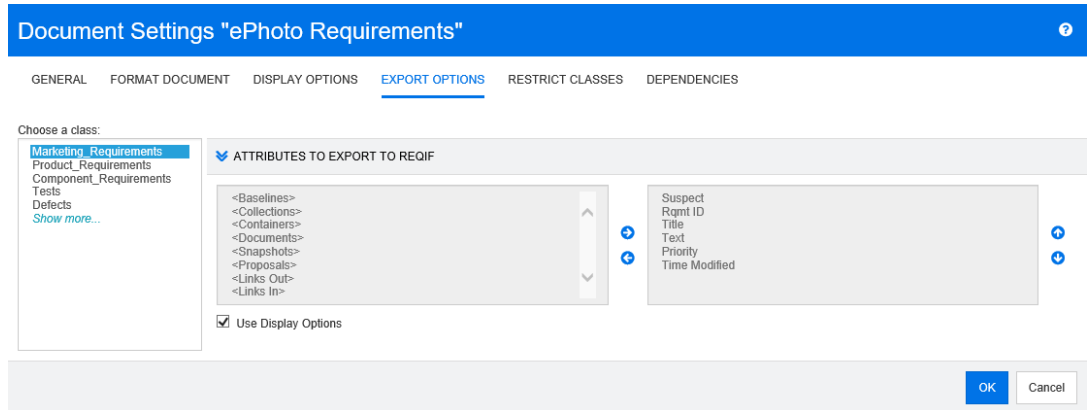 Document Settings "ePhoto Requirements"
GENERAL FORMAT DOCUMENT DISPLAY OPTIONS EXPORT OPTIONS RESTRICT CLASSES DEPENDENCIES
Choose a class:
Marketing_Requirements
Product_Requirements
Component_Requirements
Tests
Defects
Show more...
ATTRIBUTES TO EXPORT TO REQIF
<Baselines>
<Collections>
<Containers>
<Documents>
<Snapshots>
<Proposals>
<Links Out>
<Links In>
Suspect
Rqmt ID
Title
Text
Priority
Time Modified
Use Display Options
OK Cancel